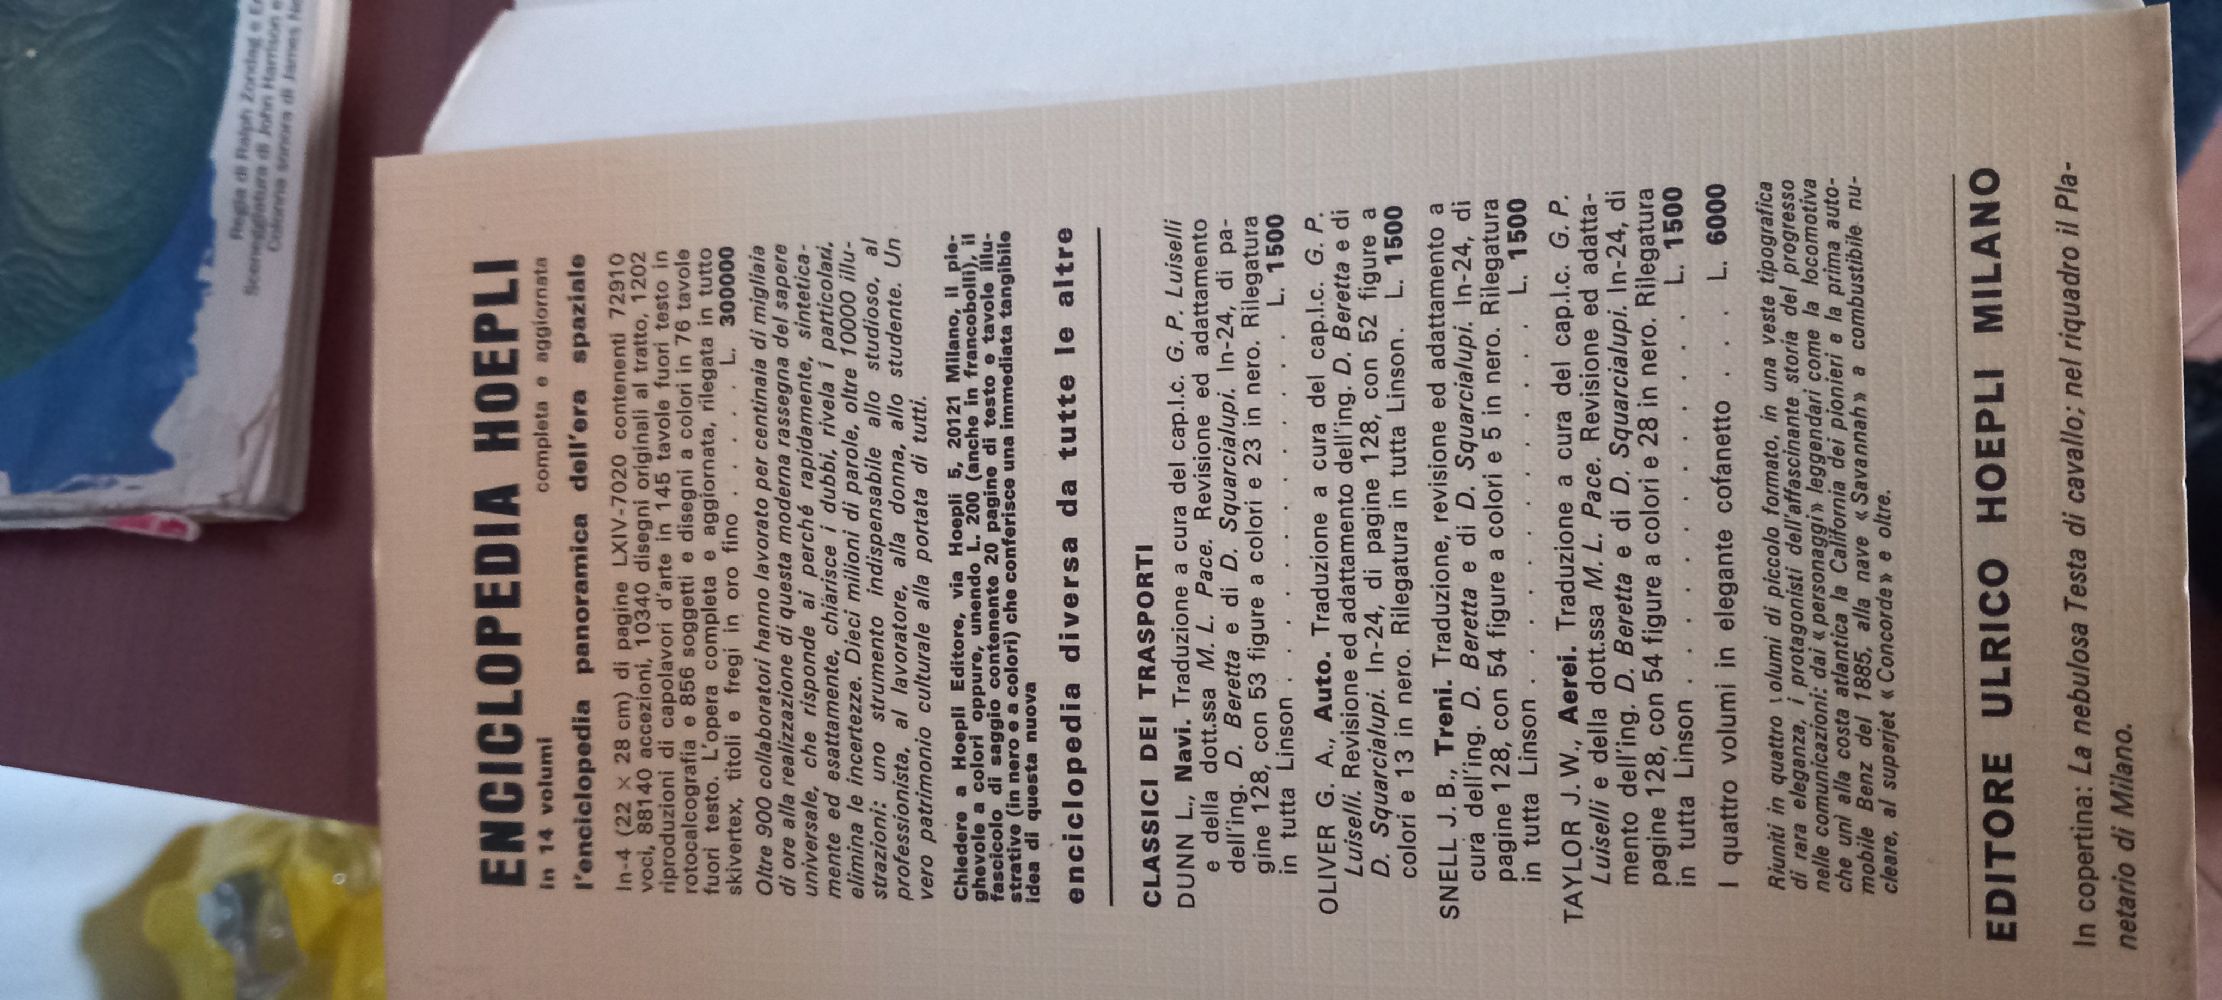 Regia di Ralph Zondag e
Sceneggiatura di John Harrison e
Colonna sonora di James
ENCICLOPEDIA HOEPLI
in 14 volumi completa e aggiornata
l'enciclopedia panoramica dell'era spaziale
In-4 (22 × 28 cm) di pagine LXIV-7020 contenenti 72910
voci, 88140 accezioni, 10340 disegni originali al tratto, 1202
riproduzioni di capolavori d'arte in 145 tavole fuori testo in
rotocalcografia e 856 soggetti e disegni a colori in 76 tavole
fuori testo. L'opera completa e aggiornata, rilegata in tutto
skivertex, titoli e fregi in oro fino . . . . . L. 300000
Oltre 900 collaboratori hanno lavorato per centinaia di migliaia
di ore alla realizzazione di questa moderna rassegna del sapere
universale, che risponde ai perché rapidamente, sintetica-
mente ed esattamente, chiarisce i dubbi, rivela i particolari,
elimina le incertezze. Dieci milioni di parole, oltre 10000 illu-
strazioni: uno strumento indispensabile allo studioso, al
professionista, al lavoratore, alla donna, allo studente. Un
vero patrimonio culturale alla portata di tutti.
Chiedere a Hoepli Editore, via Hoepli 5, 20121 Milano, il pie-
ghevole a colori oppure, unendo L. 200 (anche in francobolli), il
fascicolo di saggio contenente 20 pagine di testo e tavole illu-
strative (in nero e a colori) che conferisce una immediata tangibile
idea di questa nuova
enciclopedia diversa da tutte le altre
CLASSICI DEI TRASPORTI
DUNN L., Navi. Traduzione a cura del cap.l.c. G. P. Luiselli
e della dott.ssa M. L. Pace. Revisione ed adattamento
dell'ing. D. Beretta e di D. Squarcialupi. In-24, di pa-
gine 128, con 53 figure a colori e 23 in nero. Rilegatura
in tutta Linson . . . . . . . . . . . L. 1500
OLIVER G. A., Auto. Traduzione a cura del cap.l.c. G. P.
Luiselli. Revisione ed adattamento dell'ing. D. Beretta e di
D. Squarcialupi. In-24, di pagine 128, con 52 figure a
colori e 13 in nero. Rilegatura in tutta Linson . L. 1500
SNELL J.B., Treni. Traduzione, revisione ed adattamento a
cura dell'ing. D. Beretta e di D. Squarcialupi. In-24, di
pagine 128, con 54 figure a colori e 5 in nero. Rilegatura
in tutta Linson . . . . . . . . . . . L. 1500
TAYLOR J. W., Aerei. Traduzione a cura del cap.l.c. G. P.
Luiselli e della dott.ssa M. L. Pace. Revisione ed adatta-
mento dell'ing. D. Beretta e di D. Squarcialupi. In-24, di
pagine 128, con 54 figure a colori e 28 in nero. Rilegatura
in tutta Linson . . . . . . . . . . . L. 1500
I quattro volumi in elegante cofanetto . . . L. 6000
Riuniti in quattro volumi di piccolo formato, in una veste tipografica
di rara eleganza, i protagonisti dell'affascinante storia del progresso
nelle comunicazioni: dai « personaggi » leggendari come la locomotiva
che unì alla costa atlantica la California dei pionieri e la prima auto-
mobile Benz del 1885, alla nave « Savannah » a combustibile nu-
cleare, al superjet « Concorde » e oltre.
EDITORE ULRICO HOEPLI MILANO
In copertina: La nebulosa Testa di cavallo; nel riquadro il Pla-
netario di Milano.